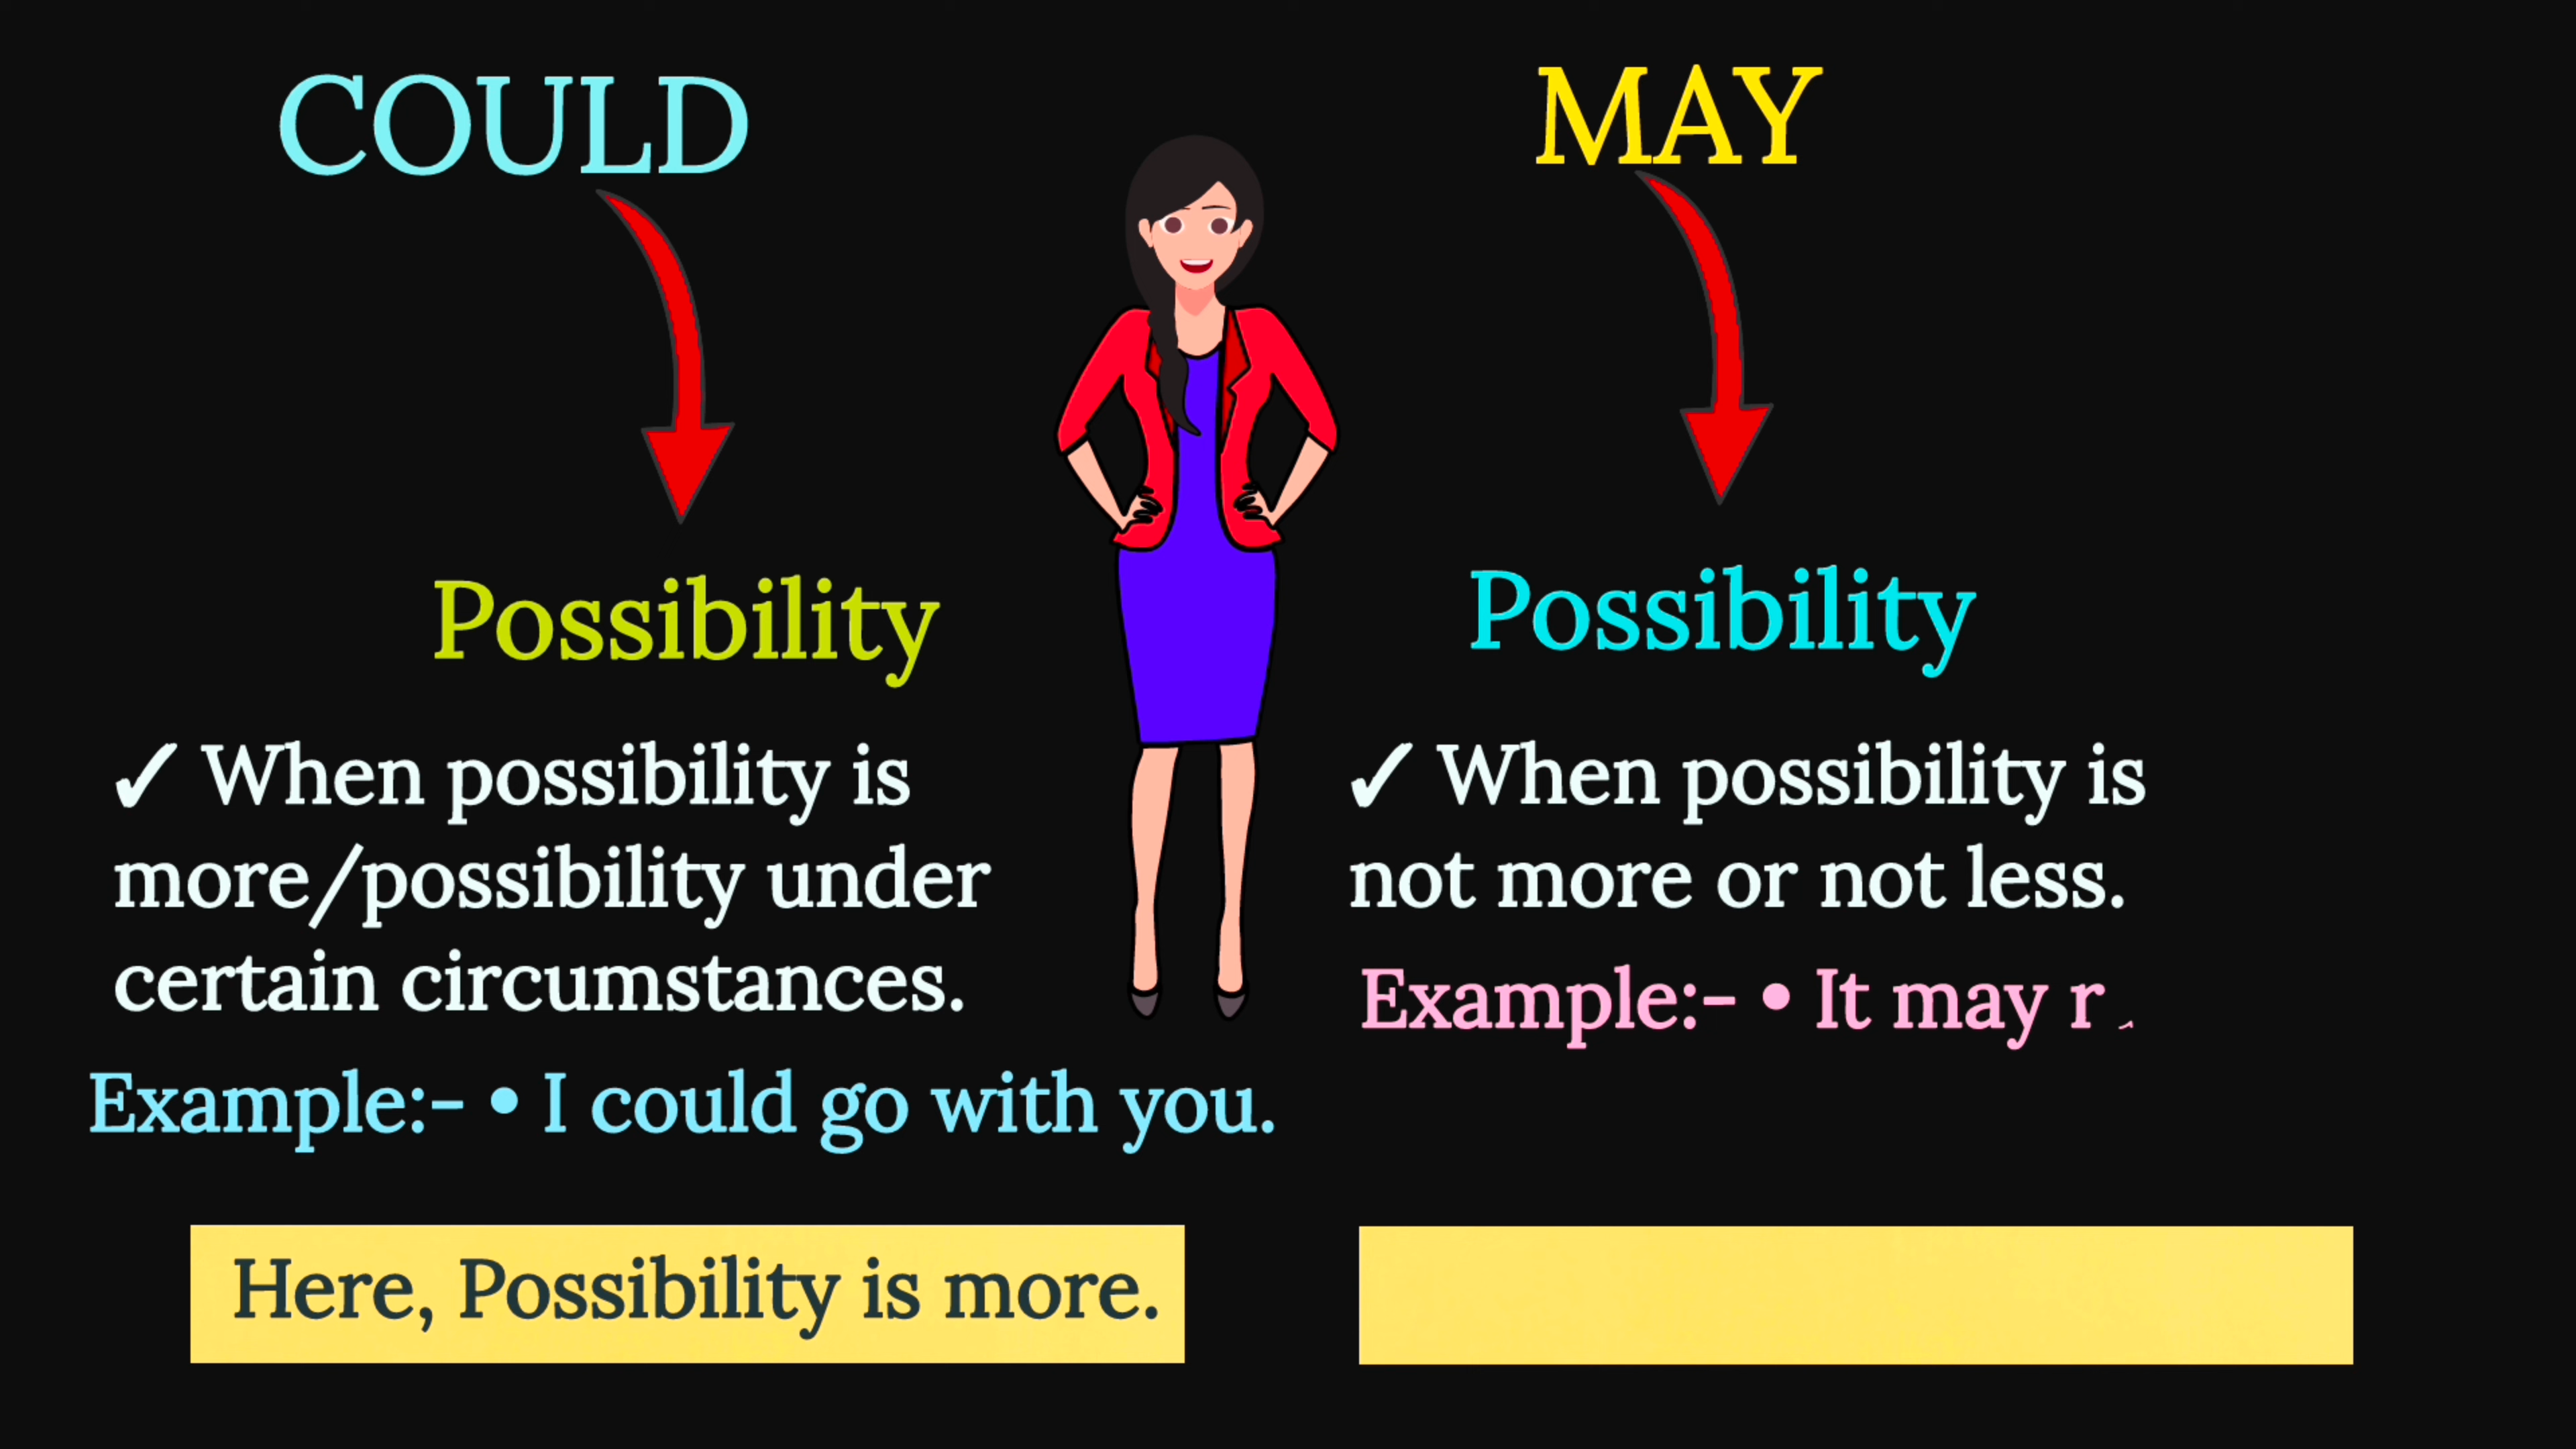 COULD
MAY
Possibility
Possibility
✓ When possibility is
more/possibility under
certain circumstances.
Example:- • I could go with you.
✓ When possibility is
not more or not less.
Example:- • It may r
Here, Possibility is more.